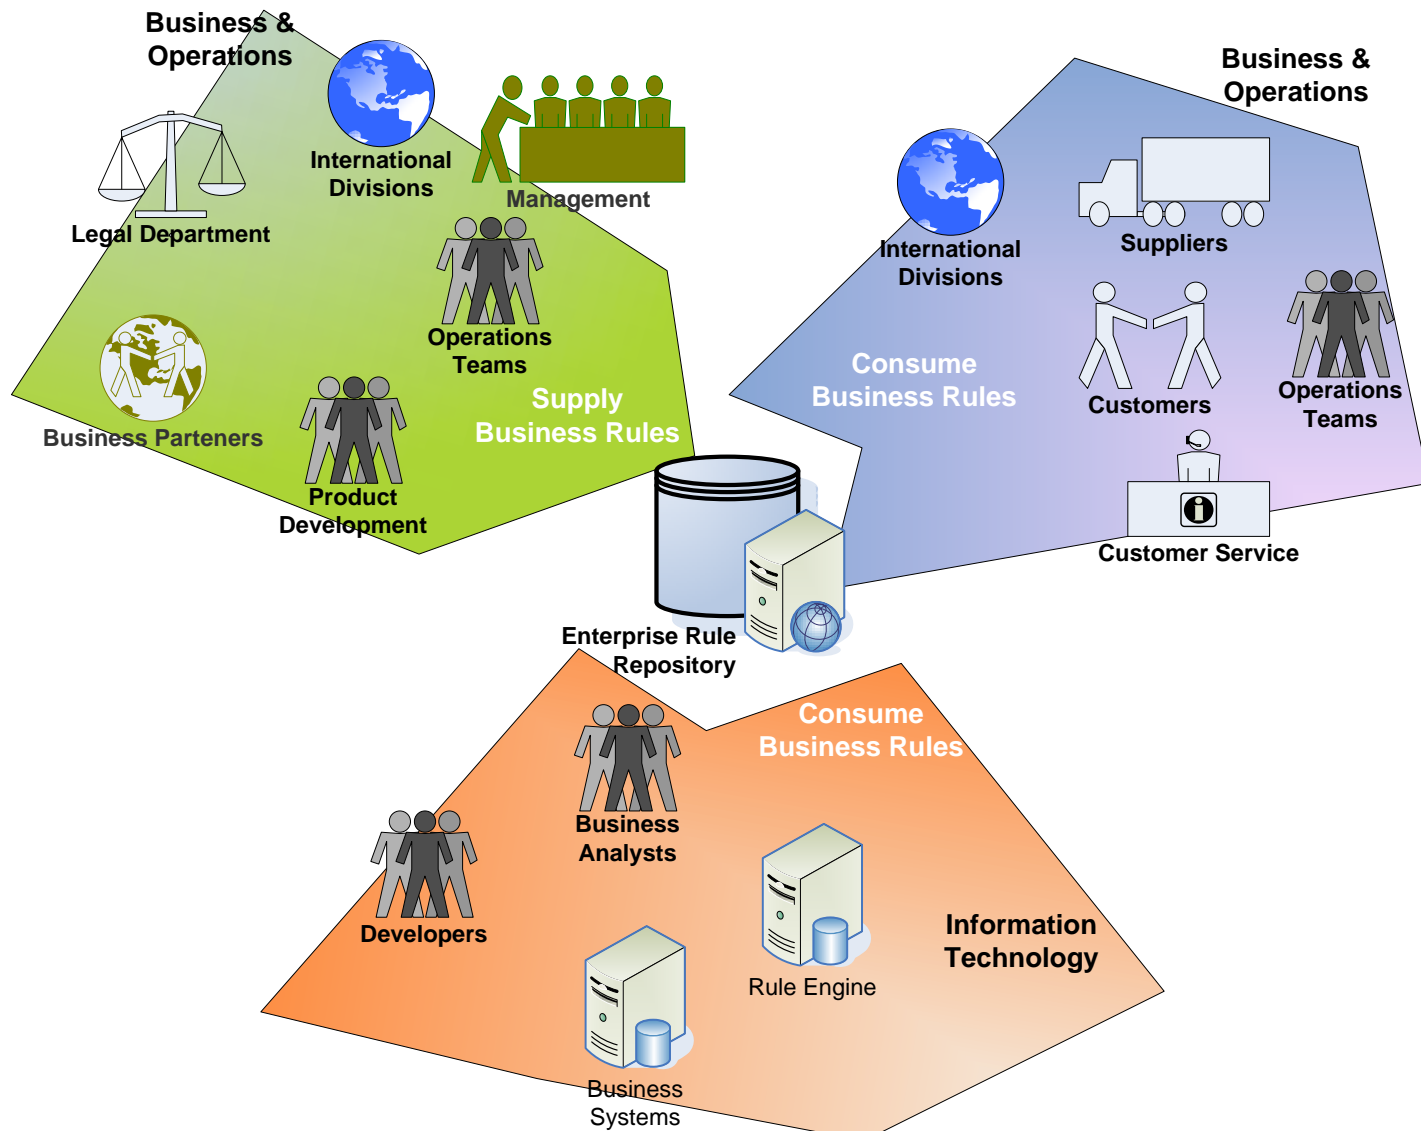 Business &
Operations
International
Divisions
Management
Legal Department
Operations
Teams
Business Parteners
Supply
Business Rules
Product
Development
Business &
Operations
Suppliers
International
Divisions
Consume
Business Rules
Customers
Operations
Teams
i
Customer Service
Enterprise Rule
Repository
Consume
Business Rules
Business
Analysts
Developers
Information
Technology
Rule Engine
Business
Systems